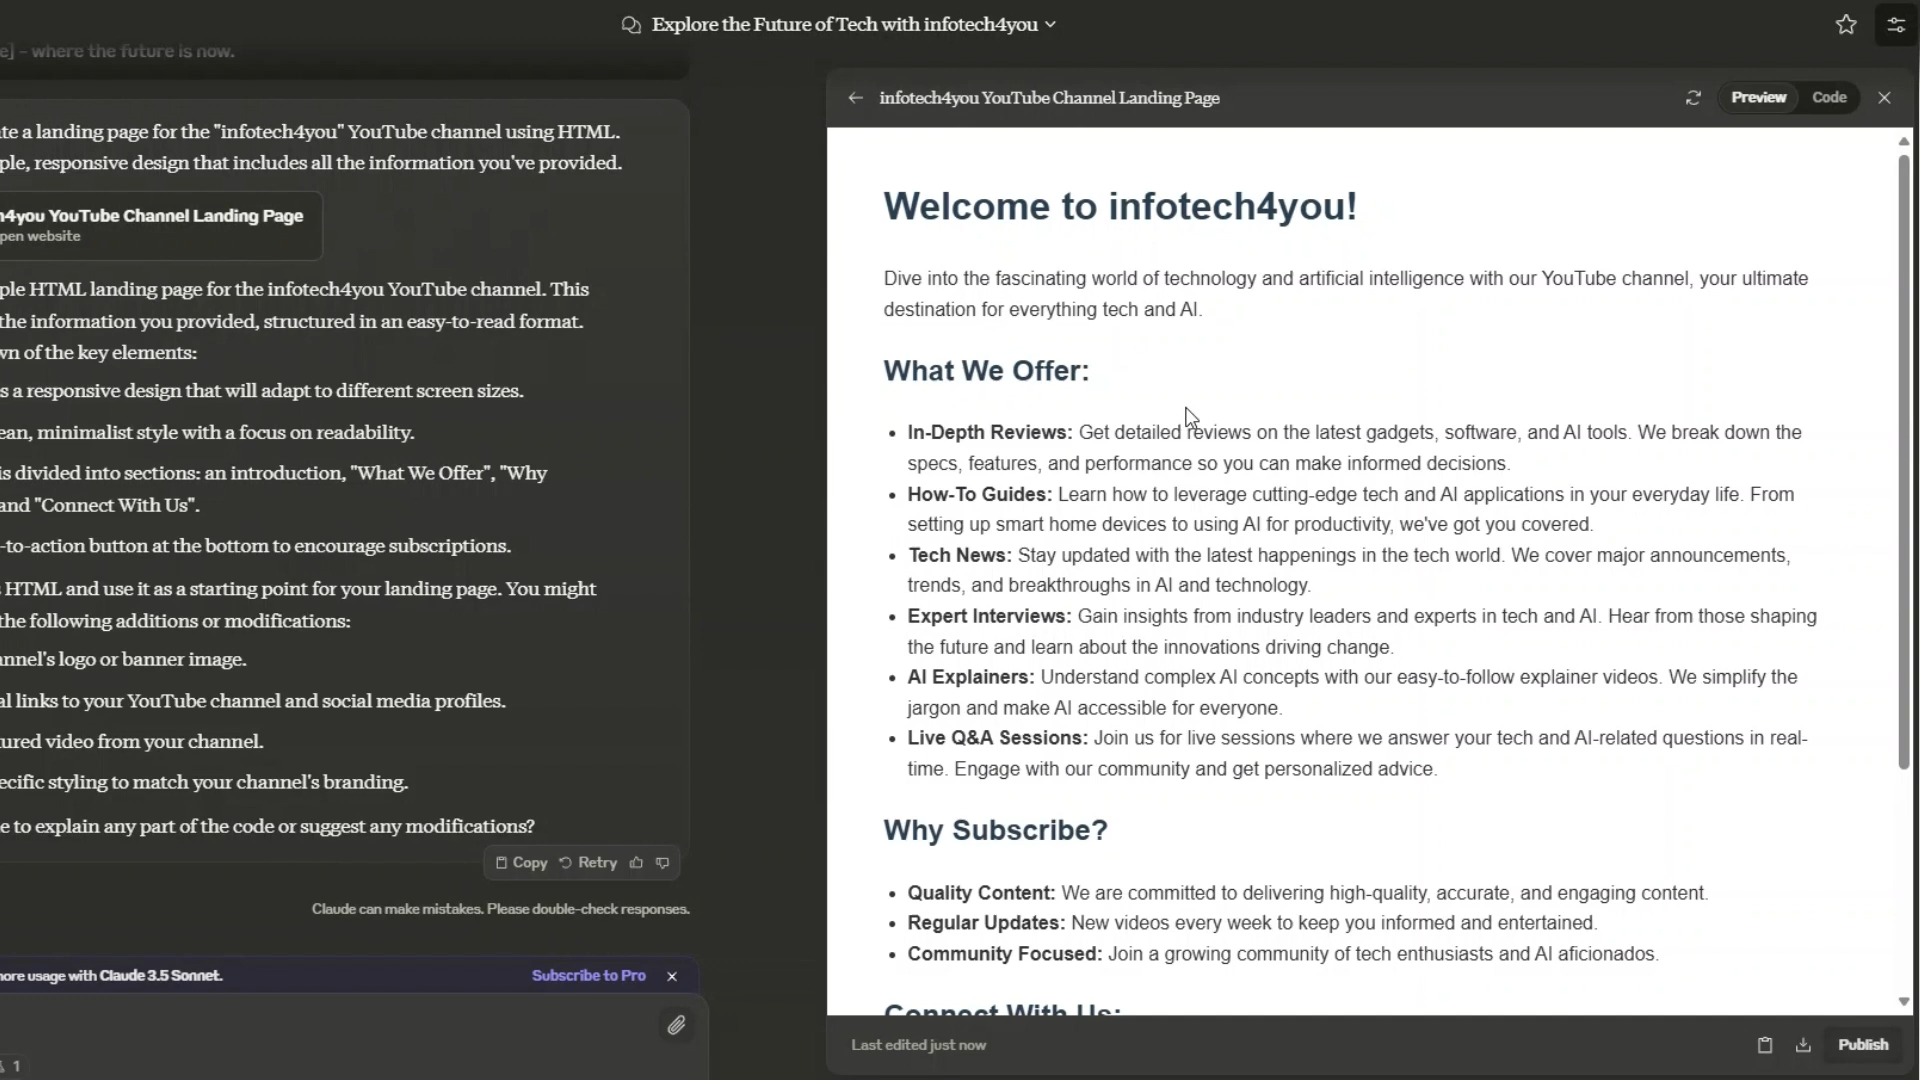 Explore the Future of Tech with infotech4you
e] - where the future is now.
te a landing page for the "infotech4you" YouTube channel using HTML.
ple, responsive design that includes all the information you've provided.
h4you YouTube Channel Landing Page
pen website
ple HTML landing page for the infotech4you YouTube channel. This
the information you provided, structured in an easy-to-read format.
wn of the key elements:
s a responsive design that will adapt to different screen sizes.
ean, minimalist style with a focus on readability.
is divided into sections: an introduction, "What We Offer", "Why
and "Connect With Us".
-to-action button at the bottom to encourage subscriptions.
HTML and use it as a starting point for your landing page. You might
the following additions or modifications:
annel's logo or banner image.
al links to your YouTube channel and social media profiles.
tured video from your channel.
ecific styling to match your channel's branding.
e to explain any part of the code or suggest any modifications?
Copy Retry
Claude can make mistakes. Please double-check responses.
more usage with Claude 3.5 Sonnet. Subscribe to Pro
1
infotech4you YouTube Channel Landing Page
Preview Code
Welcome to infotech4you!
Dive into the fascinating world of technology and artificial intelligence with our YouTube channel, your ultimate
destination for everything tech and AI.
What We Offer:
• In-Depth Reviews: Get detailed reviews on the latest gadgets, software, and AI tools. We break down the
specs, features, and performance so you can make informed decisions.
• How-To Guides: Learn how to leverage cutting-edge tech and AI applications in your everyday life. From
setting up smart home devices to using AI for productivity, we've got you covered.
• Tech News: Stay updated with the latest happenings in the tech world. We cover major announcements,
trends, and breakthroughs in AI and technology.
• Expert Interviews: Gain insights from industry leaders and experts in tech and AI. Hear from those shaping
the future and learn about the innovations driving change.
• AI Explainers: Understand complex AI concepts with our easy-to-follow explainer videos. We simplify the
jargon and make AI accessible for everyone.
• Live Q&A Sessions: Join us for live sessions where we answer your tech and AI-related questions in real-
time. Engage with our community and get personalized advice.
Why Subscribe?
• Quality Content: We are committed to delivering high-quality, accurate, and engaging content.
• Regular Updates: New videos every week to keep you informed and entertained.
• Community Focused: Join a growing community of tech enthusiasts and AI aficionados.
Connect With Us:
Last edited just now
Publish